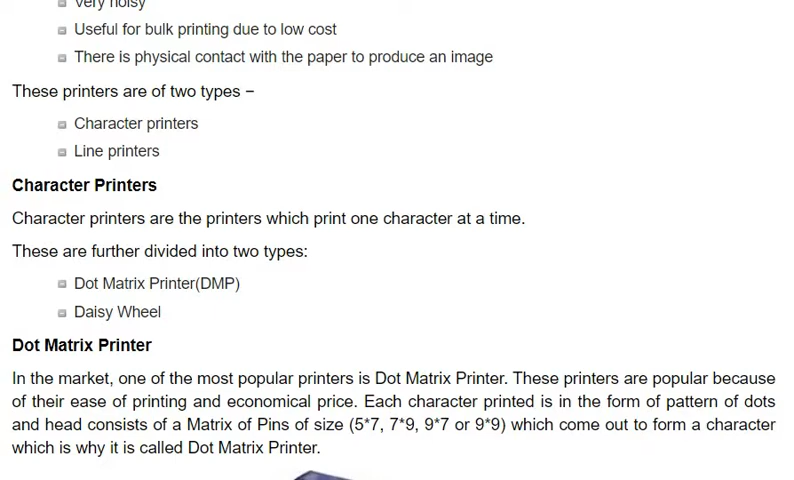 Very noisy
Useful for bulk printing due to low cost
There is physical contact with the paper to produce an image
These printers are of two types −
Character printers
Line printers
Character Printers
Character printers are the printers which print one character at a time.
These are further divided into two types:
Dot Matrix Printer(DMP)
Daisy Wheel
Dot Matrix Printer
In the market, one of the most popular printers is Dot Matrix Printer. These printers are popular because
of their ease of printing and economical price. Each character printed is in the form of pattern of dots
and head consists of a Matrix of Pins of size (5*7, 7*9, 9*7 or 9*9) which come out to form a character
which is why it is called Dot Matrix Printer.